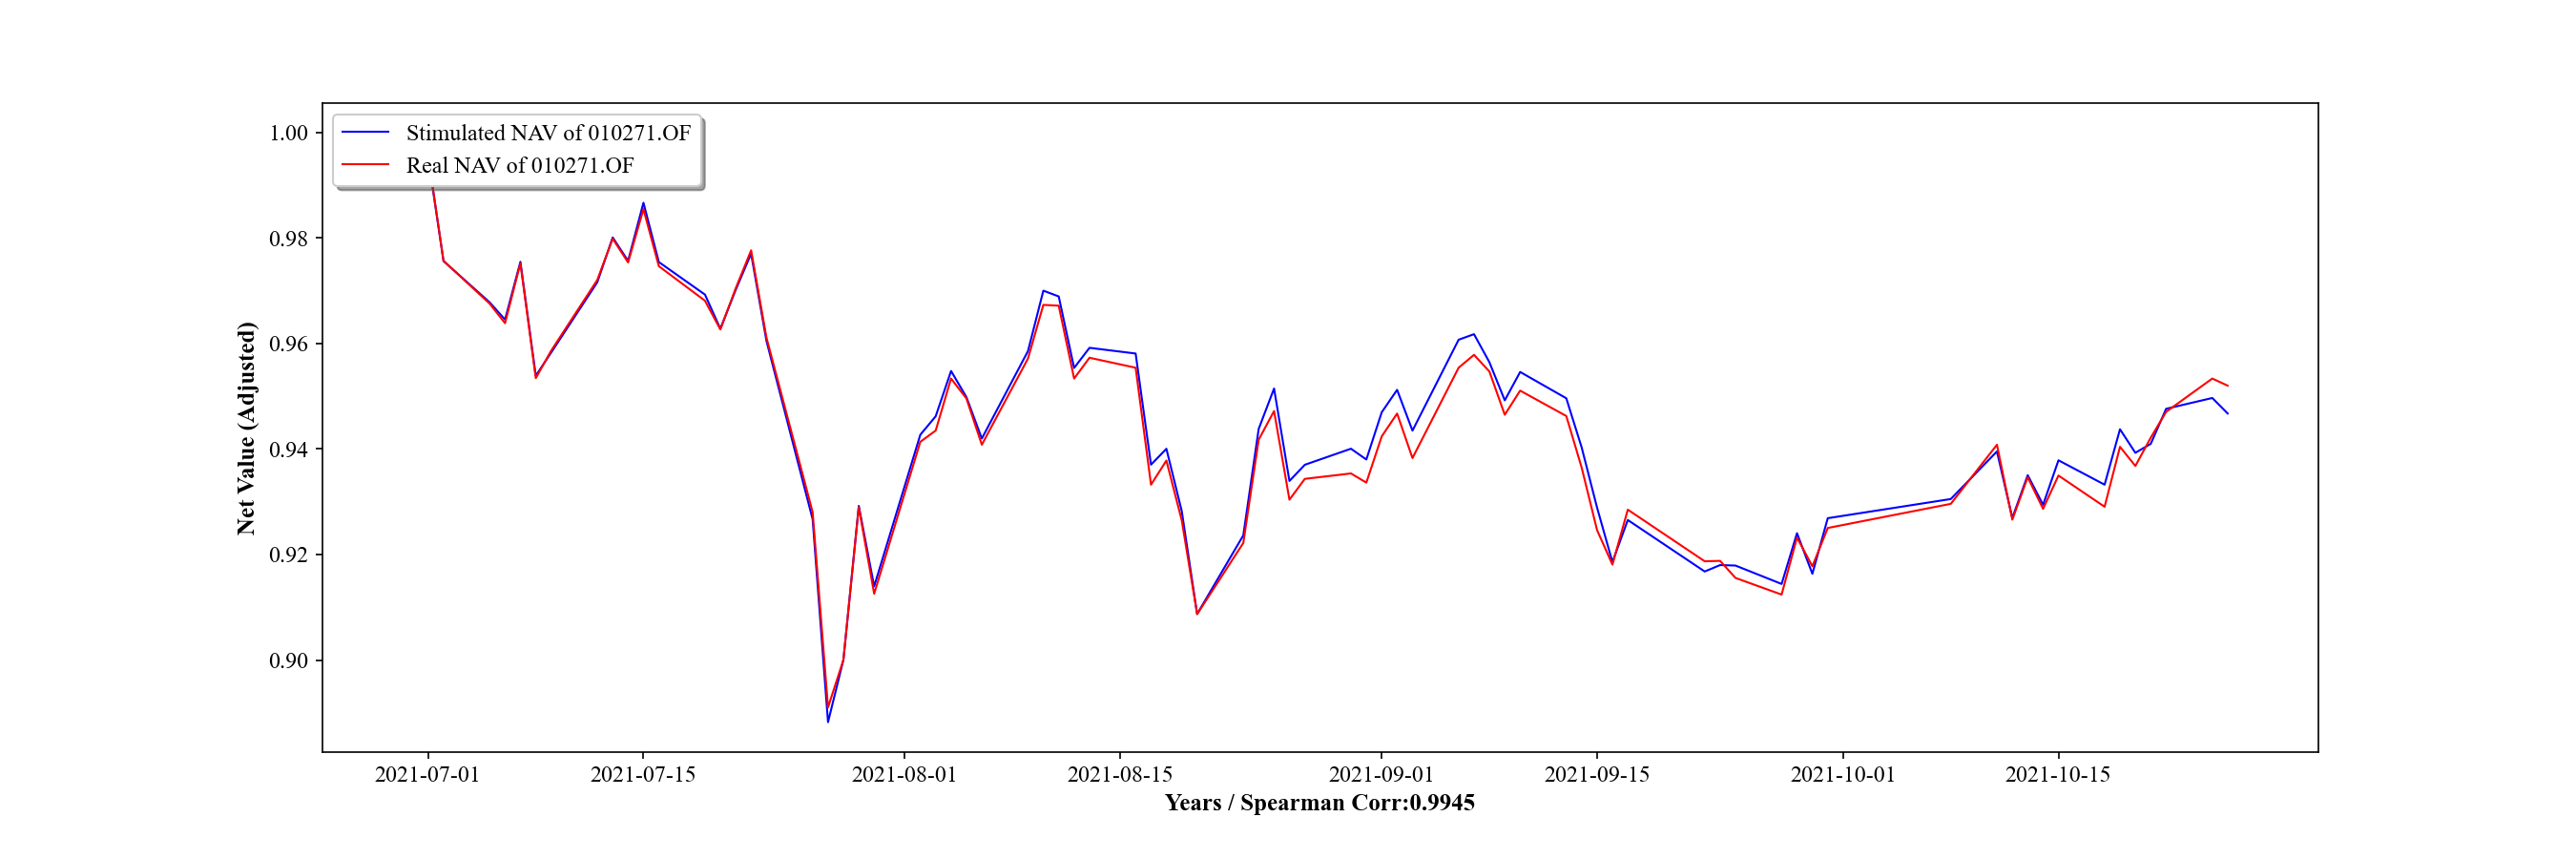 Stimulated NAV of 010271.OF
Real NAV of 010271.OF
1.00
0.98
0.96
0.94
0.92
0.90
Net Value (Adjusted)
2021-07-01 2021-07-15 2021-08-01 2021-08-15 2021-09-01 2021-09-15 2021-10-01 2021-10-15
Years / Spearman Corr:0.9945